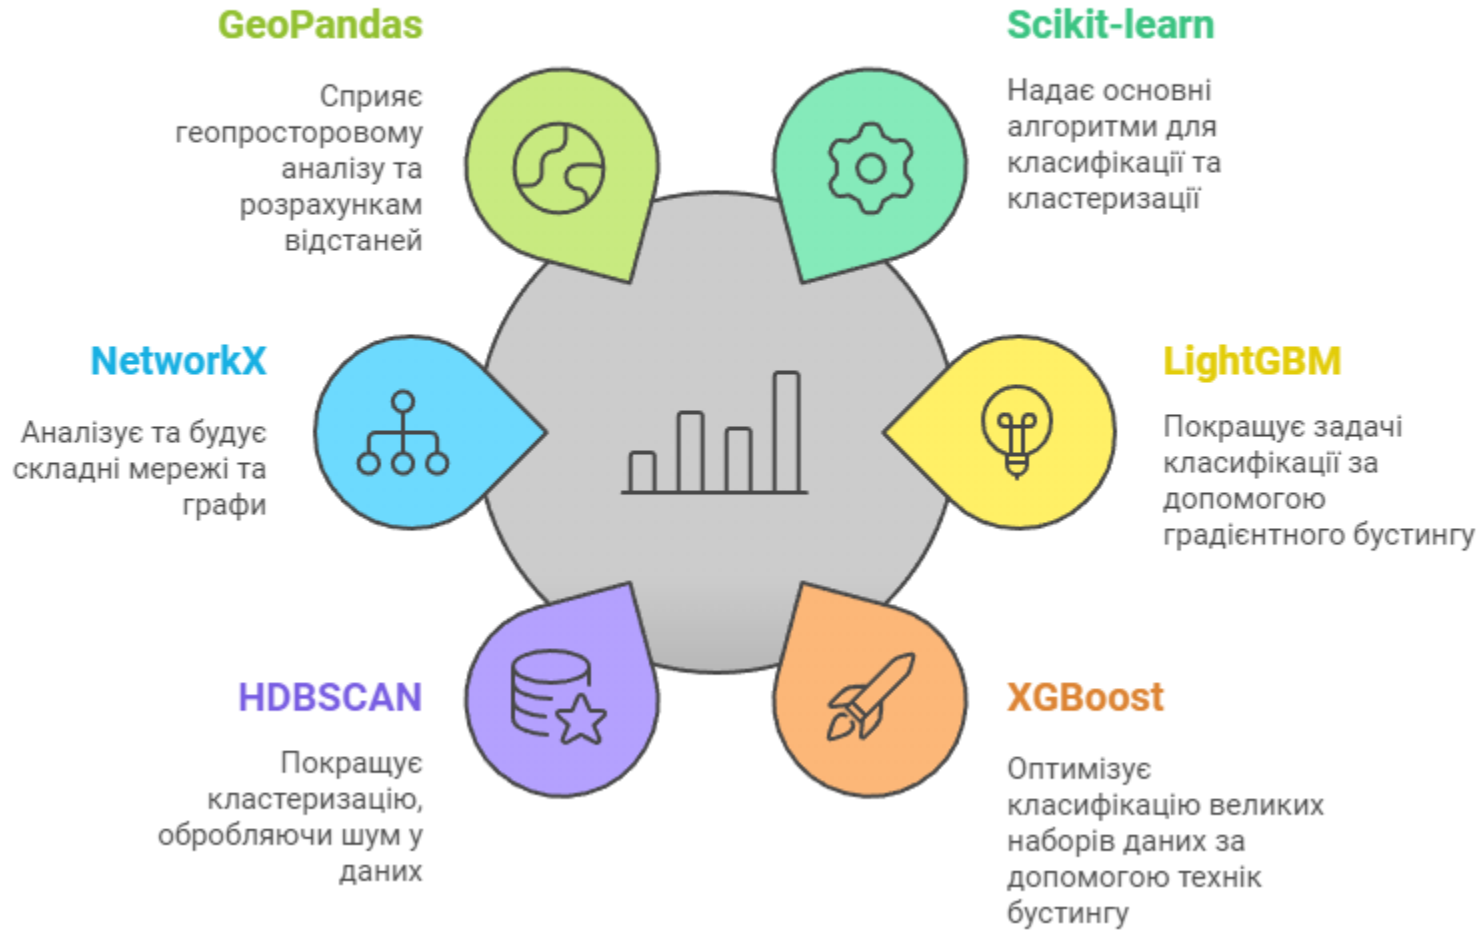 GeoPandas
Сприяє
геопросторовому
аналізу та
розрахункам
відстаней
Scikit-learn
Надає основні
алгоритми для
класифікації та
кластеризації
NetworkX
Аналізує та будує
складні мережі та
графи
LightGBM
Покращує задачі
класифікації за
допомогою
градієнтного бустингу
HDBSCAN
Покращує
кластеризацію,
обробляючи шум у
даних
XGBoost
Оптимізує
класифікацію великих
наборів даних за
допомогою технік
бустингу